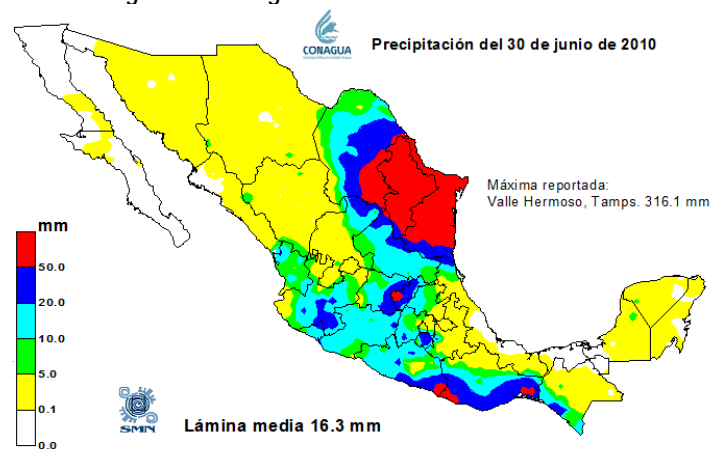 CONAGUA
Precipitación del 30 de junio de 2010
Máxima reportada:
Valle Hermoso, Tamps. 316.1 mm
mm
50.0
20.0
10.0
5.0
0.1
0.0
SMN
Lámina media 16.3 mm